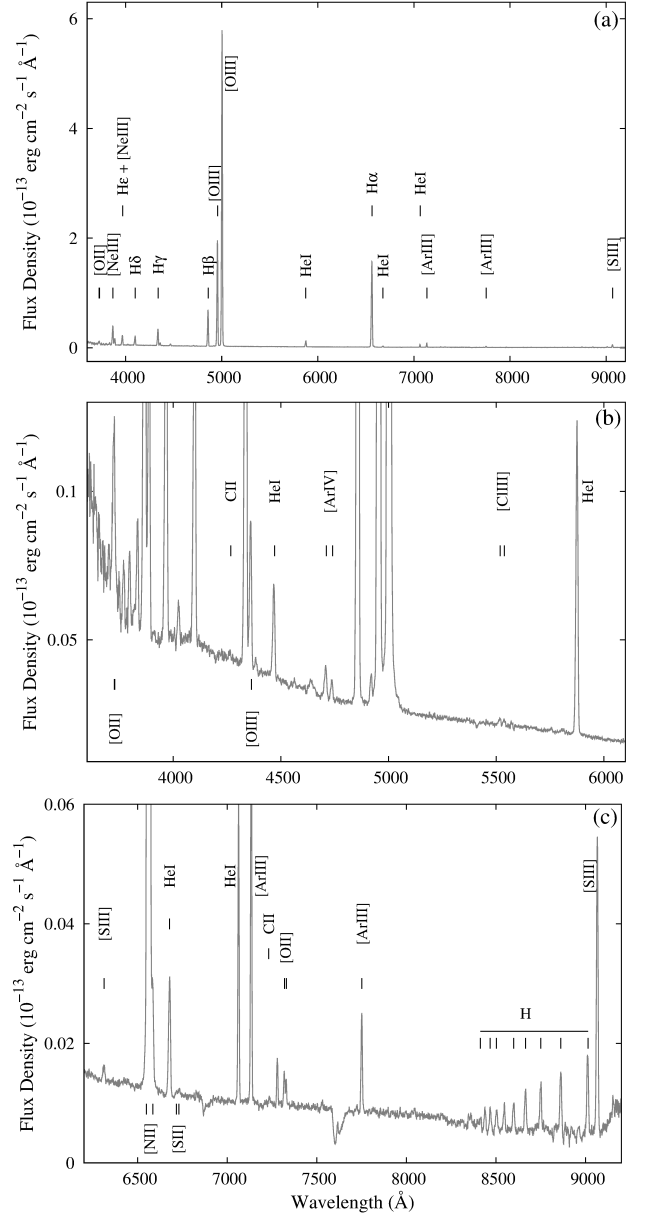 (a)
6
4
2
0
Flux Density (10−13 erg cm−2 s−1 Å−1)
[OII]
[NeIII]
Hε + [NeIII]
Hδ
Hγ
Hβ
[OIII]
[OIII]
HeI
Hα
HeI
HeI
[ArIII]
[ArIII]
[SIII]
4000 5000 6000 7000 8000 9000
(b)
0.1
0.05
Flux Density (10−13 erg cm−2 s−1 Å−1)
CII
HeI
[ArIV]
[ClIII]
HeI
[OII]
[OIII]
4000 4500 5000 5500 6000
(c)
0.06
0.04
0.02
0
Flux Density (10−13 erg cm−2 s−1 Å−1)
[SIII]
HeI
HeI
[ArIII]
CII
[OII]
[ArIII]
H
[SIII]
[NII]
[SII]
6500 7000 7500 8000 8500 9000
Wavelength (Å)